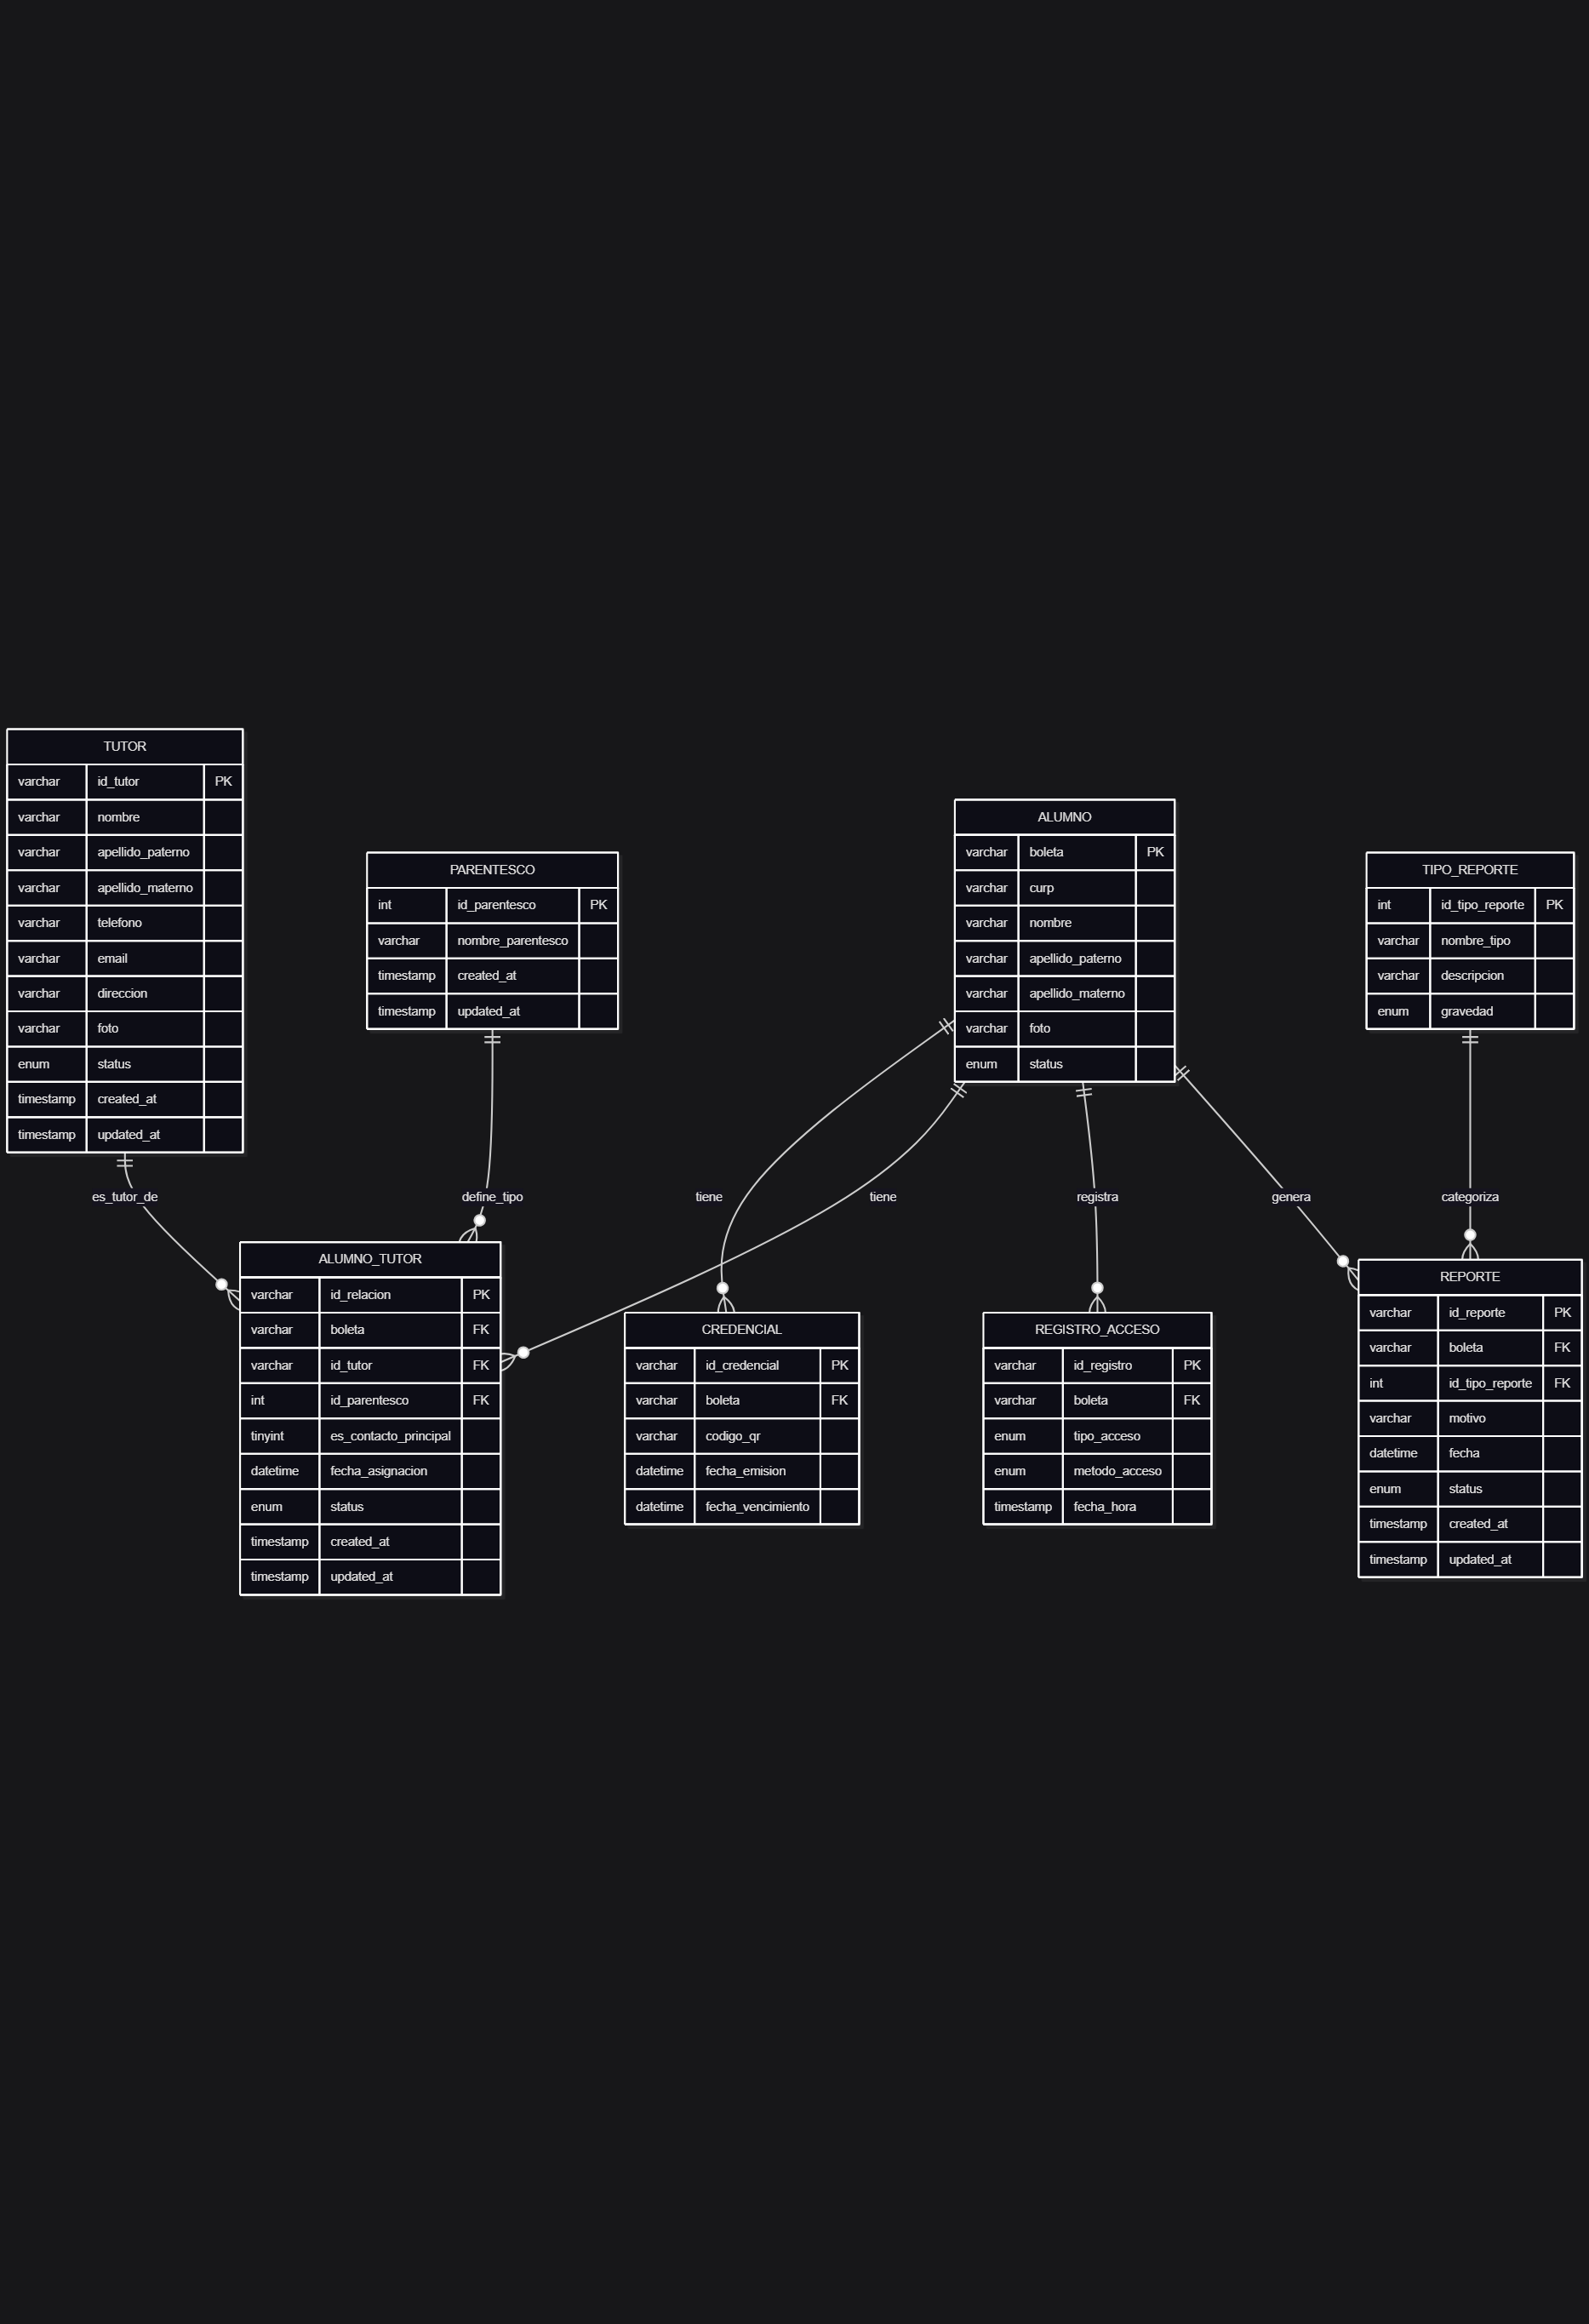 TUTOR
varchar id_tutor PK
varchar nombre
varchar apellido_paterno
varchar apellido_materno
varchar telefono
varchar email
varchar direccion
varchar foto
enum status
timestamp created_at
timestamp updated_at
PARENTESCO
int id_parentesco PK
varchar nombre_parentesco
timestamp created_at
timestamp updated_at
ALUMNO
varchar boleta PK
varchar curp
varchar nombre
varchar apellido_paterno
varchar apellido_materno
varchar foto
enum status
TIPO_REPORTE
int id_tipo_reporte PK
varchar nombre_tipo
varchar descripcion
enum gravedad
es_tutor_de
define_tipo
tiene
tiene
registra
genera
categoriza
ALUMNO_TUTOR
varchar id_relacion PK
varchar boleta FK
varchar id_tutor FK
int id_parentesco FK
tinyint es_contacto_principal
datetime fecha_asignacion
enum status
timestamp created_at
timestamp updated_at
CREDENCIAL
varchar id_credencial PK
varchar boleta FK
varchar codigo_qr
datetime fecha_emision
datetime fecha_vencimiento
REGISTRO_ACCESO
varchar id_registro PK
varchar boleta FK
enum tipo_acceso
enum metodo_acceso
timestamp fecha_hora
REPORTE
varchar id_reporte PK
varchar boleta FK
int id_tipo_reporte FK
varchar motivo
datetime fecha
enum status
timestamp created_at
timestamp updated_at